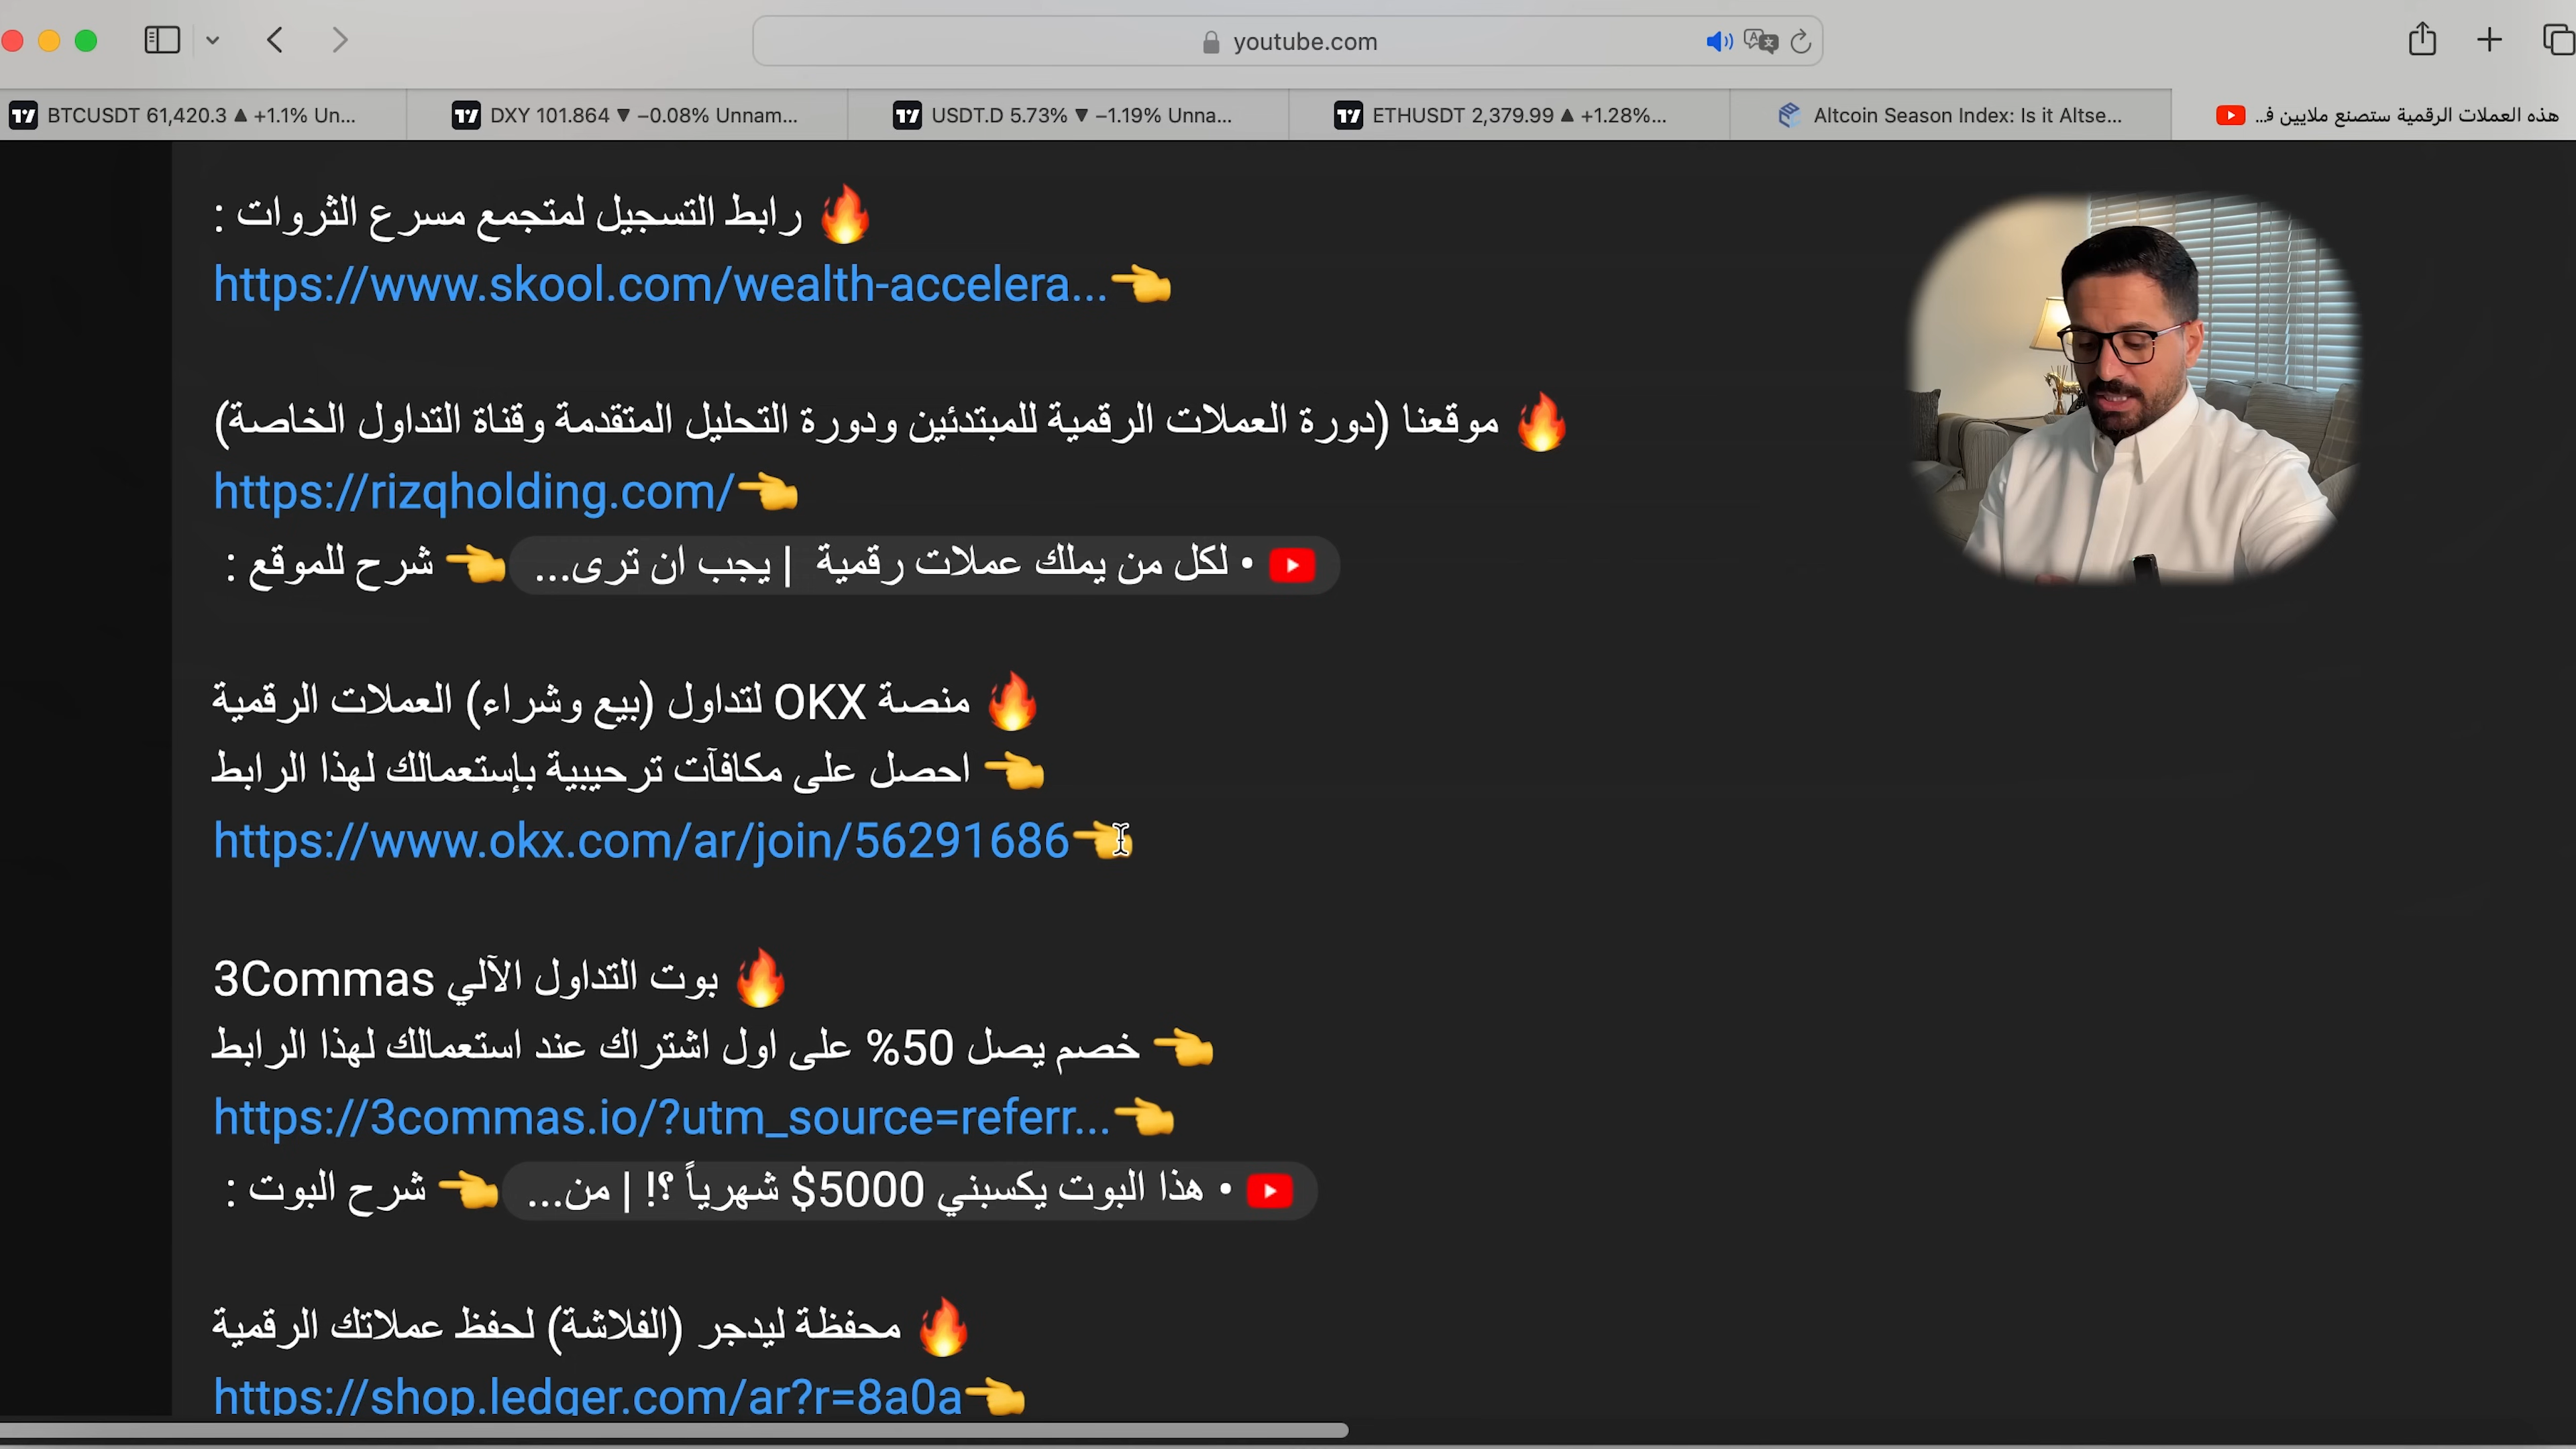 youtube.com
BTCUSDT 61,420.3 ▲ +1.1% Un...
DXY 101.864 ▼ −0.08% Unnam...
USDT.D 5.73% ▼ −1.19% Unna...
ETHUSDT 2,379.99 ▲ +1.28%...
Altcoin Season Index: Is it Altse...
هذه العملات الرقمية ستصنع ملايين ف...
🔥 رابط التسجيل لمتجمع مسرع الثروات :
https://www.skool.com/wealth-accelera...👈
🔥 موقعنا (دورة العملات الرقمية للمبتدئين ودورة التحليل المتقدمة وقناة التداول الخاصة)
https://rizqholding.com/👈
• لكل من يملك عملات رقمية | يجب ان ترى... 👈 شرح للموقع :
🔥 منصة OKX لتداول (بيع وشراء) العملات الرقمية
👈 احصل على مكافآت ترحيبية بإستعمالك لهذا الرابط
https://www.okx.com/ar/join/56291686👈
🔥 بوت التداول الآلي 3Commas
👈 خصم يصل 50% على اول اشتراك عند استعمالك لهذا الرابط
https://3commas.io/?utm_source=referr...👈
• هذا البوت يكسبني 5000$ شهرياً ؟! | من... 👈 شرح البوت :
🔥 محفظة ليدجر (الفلاشة) لحفظ عملاتك الرقمية
https://shop.ledger.com/ar?r=8a0a👈